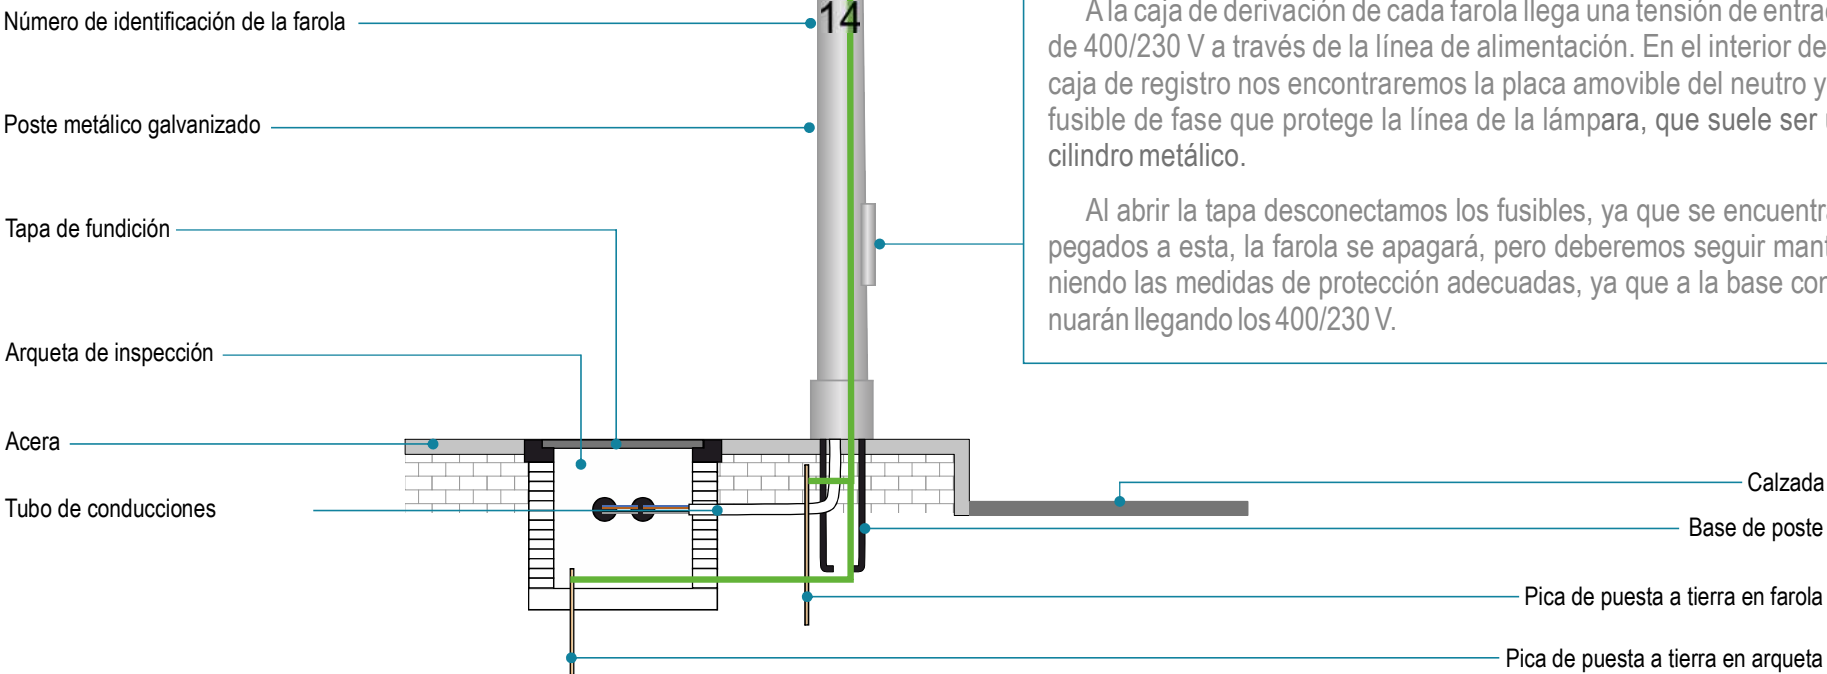 Número de identificación de la farola
Poste metálico galvanizado
Tapa de fundición
Arqueta de inspección
Acera
Tubo de conducciones
14
A la caja de derivación de cada farola llega una tensión de entra
de 400/230 V a través de la línea de alimentación. En el interior de
caja de registro nos encontraremos la placa amovible del neutro y
fusible de fase que protege la línea de la lámpara, que suele ser
cilindro metálico.
Al abrir la tapa desconectamos los fusibles, ya que se encuentr
pegados a esta, la farola se apagará, pero deberemos seguir mant
niendo las medidas de protección adecuadas, ya que a la base con
nuarán llegando los 400/230 V.
Calzada
Base de poste
Pica de puesta a tierra en farola
Pica de puesta a tierra en arqueta